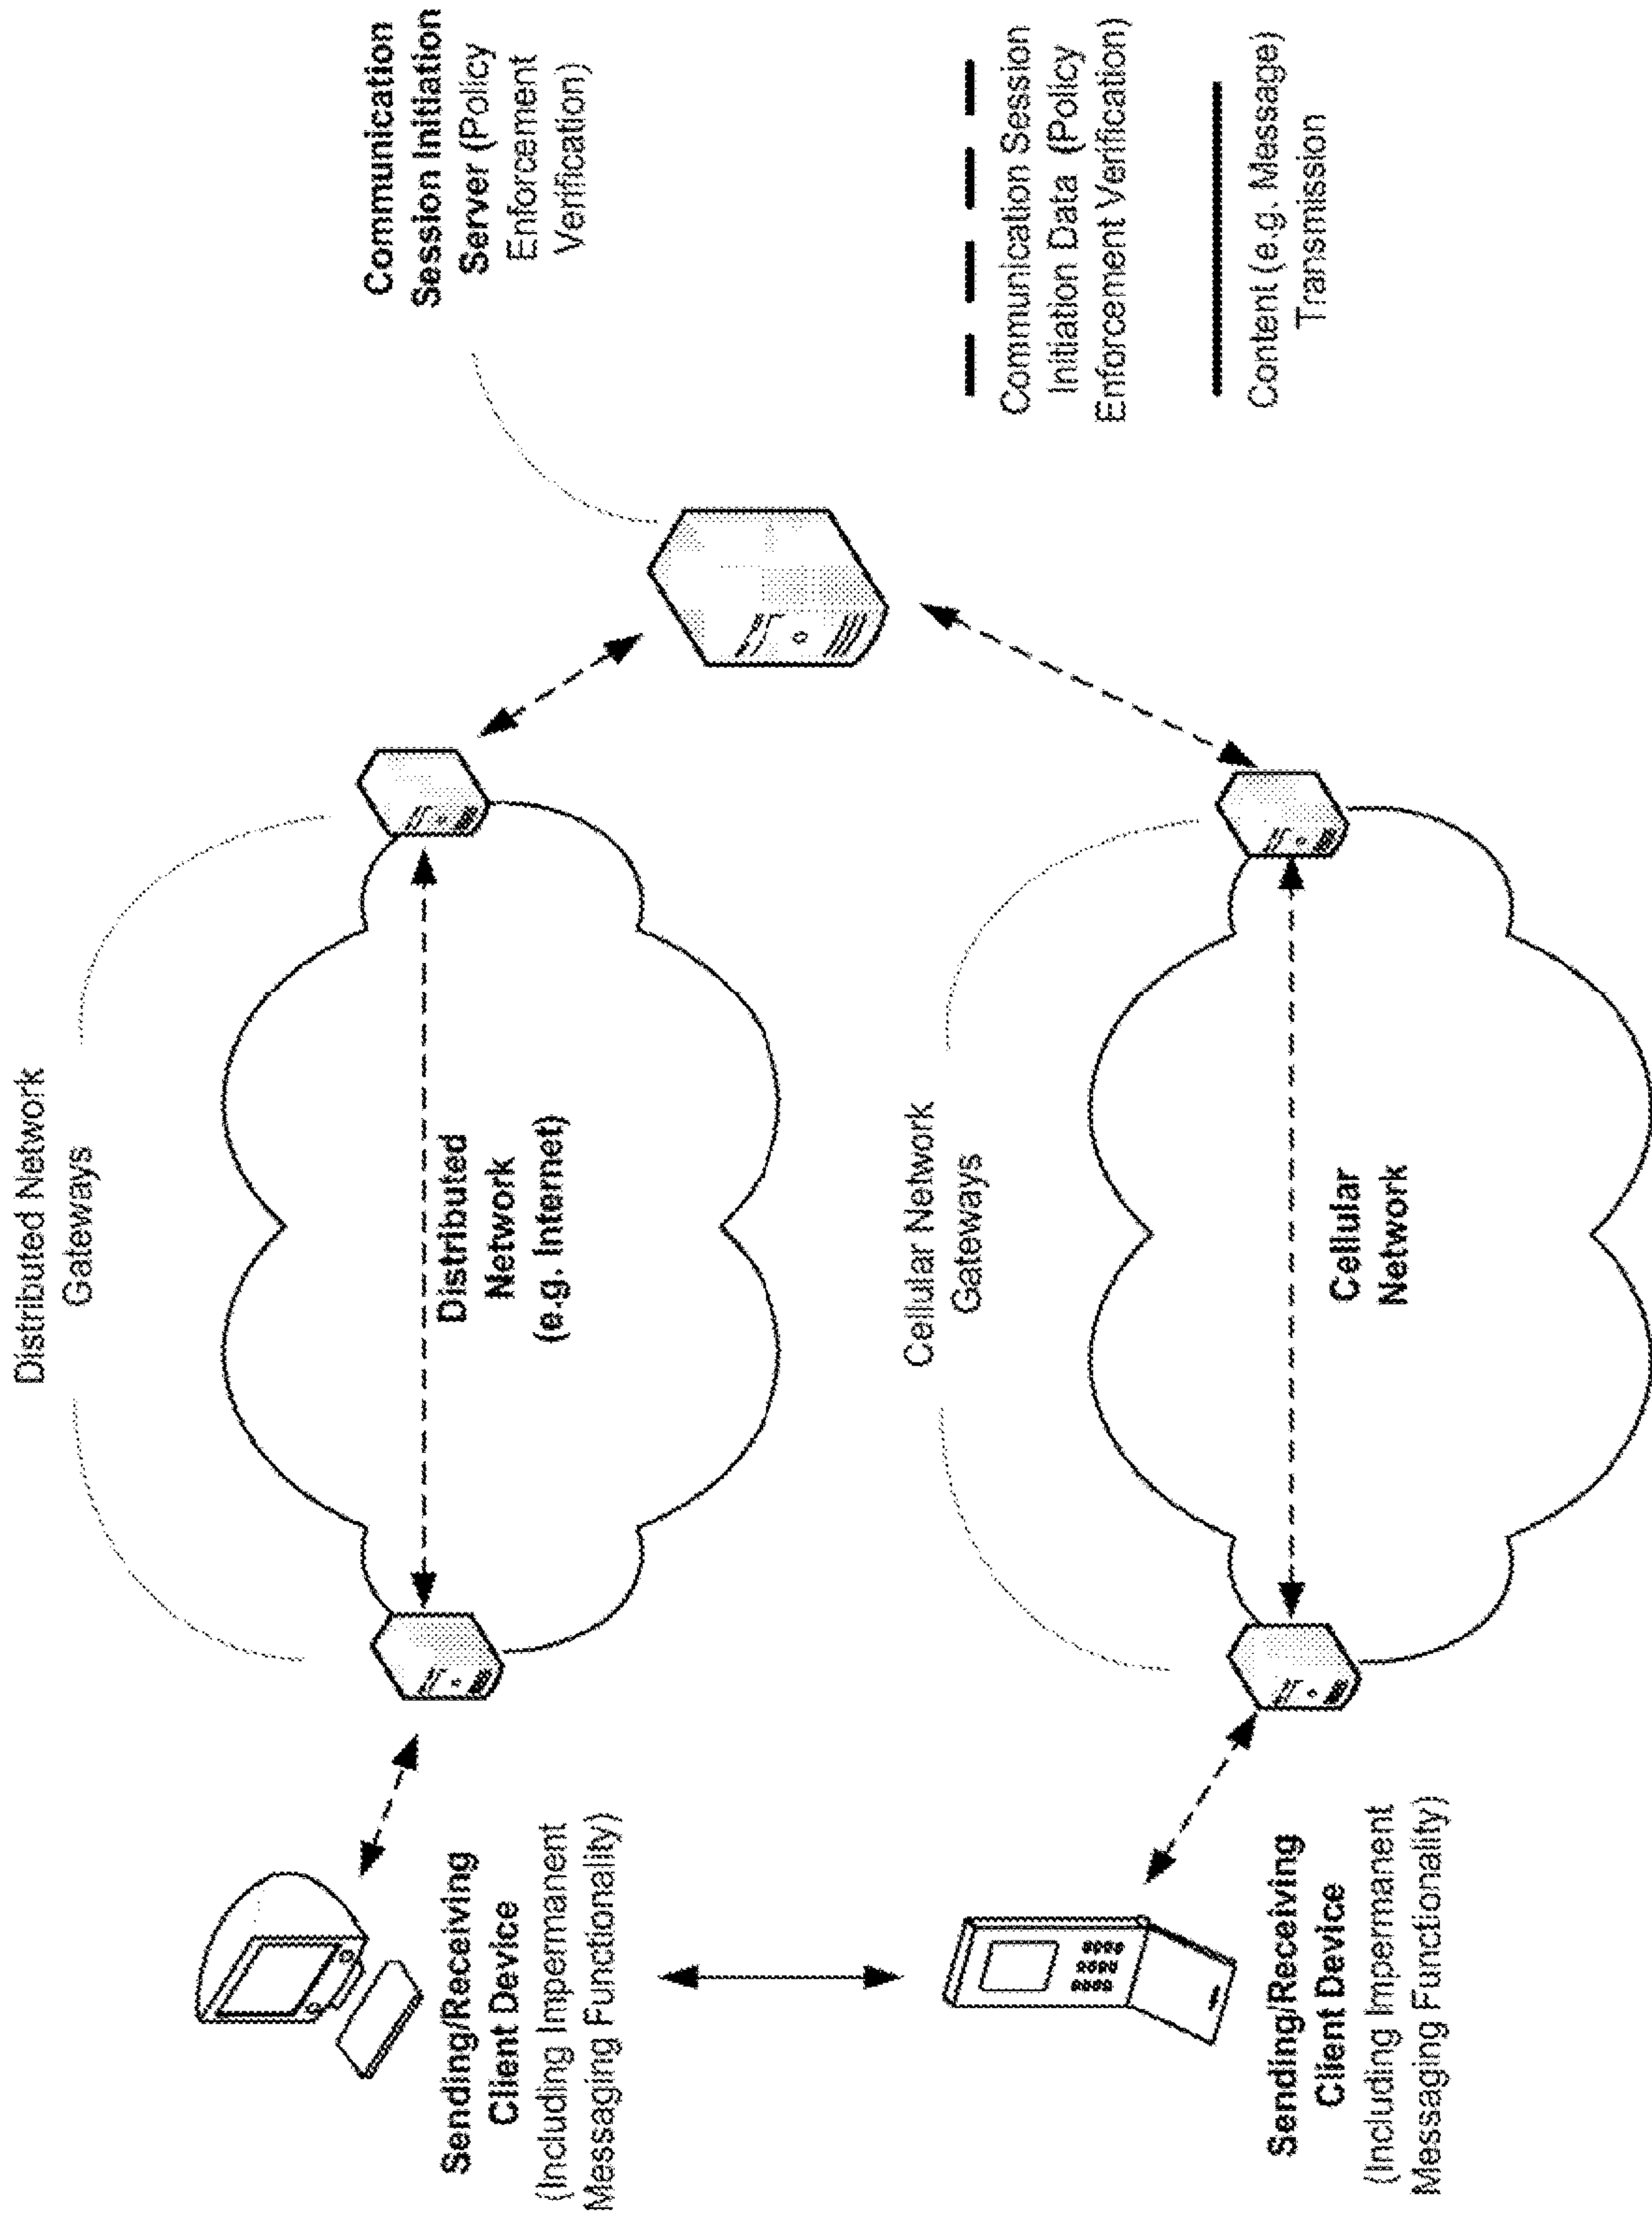 Distributed Network
Gateways
Communication
Session Initiation
Server (Policy
Enforcement
Verification)
Sending/Receiving
Client Device
(Including Impermanent
Messaging Functionality)
Distributed
Network
(e.g. Internet)
Cellular Network
Gateways
Communication Session
Initiation Data (Policy
Enforcement Verification)
Content (e.g. Message)
Transmission
Sending/Receiving
Client Device
(Including Impermanent
Messaging Functionality)
Cellular
Network